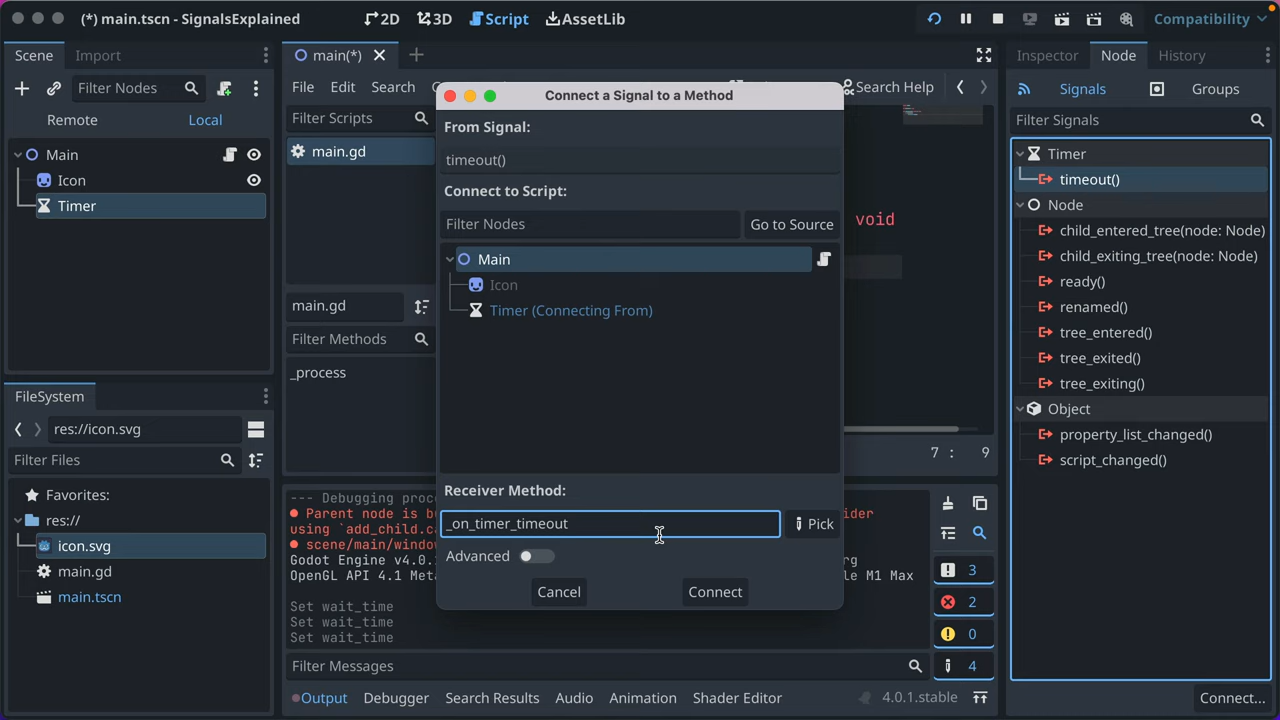 (*) main.tscn - SignalsExplained
2D
3D
Script
AssetLib
Compatibility
Scene
Import
Filter Nodes
Remote
Local
Main
Icon
Timer
FileSystem
res://icon.svg
Filter Files
Favorites:
res://
icon.svg
main.gd
main.tscn
main(*)
File
Edit
Search
Search Help
Filter Scripts
main.gd
main.gd
Filter Methods
_process
void
7 : 9
Connect a Signal to a Method
From Signal:
timeout()
Connect to Script:
Filter Nodes
Go to Source
Main
Icon
Timer (Connecting From)
Receiver Method:
_on_timer_timeout
Pick
Advanced
Cancel
Connect
--- Debugging
Parent node is
using `add_child.
scene/main/window
Godot Engine v4.0.
OpenGL API 4.1
M1 Max
Set wait_time
Set wait_time
Set wait_time
3
2
0
4
Filter Messages
Output
Debugger
Search Results
Audio
Animation
Shader Editor
4.0.1.stable
Inspector
Node
History
Signals
Groups
Filter Signals
Timer
timeout()
Node
child_entered_tree(node: Node)
child_exiting_tree(node: Node)
ready()
renamed()
tree_entered()
tree_exited()
tree_exiting()
Object
property_list_changed()
script_changed()
Connect...